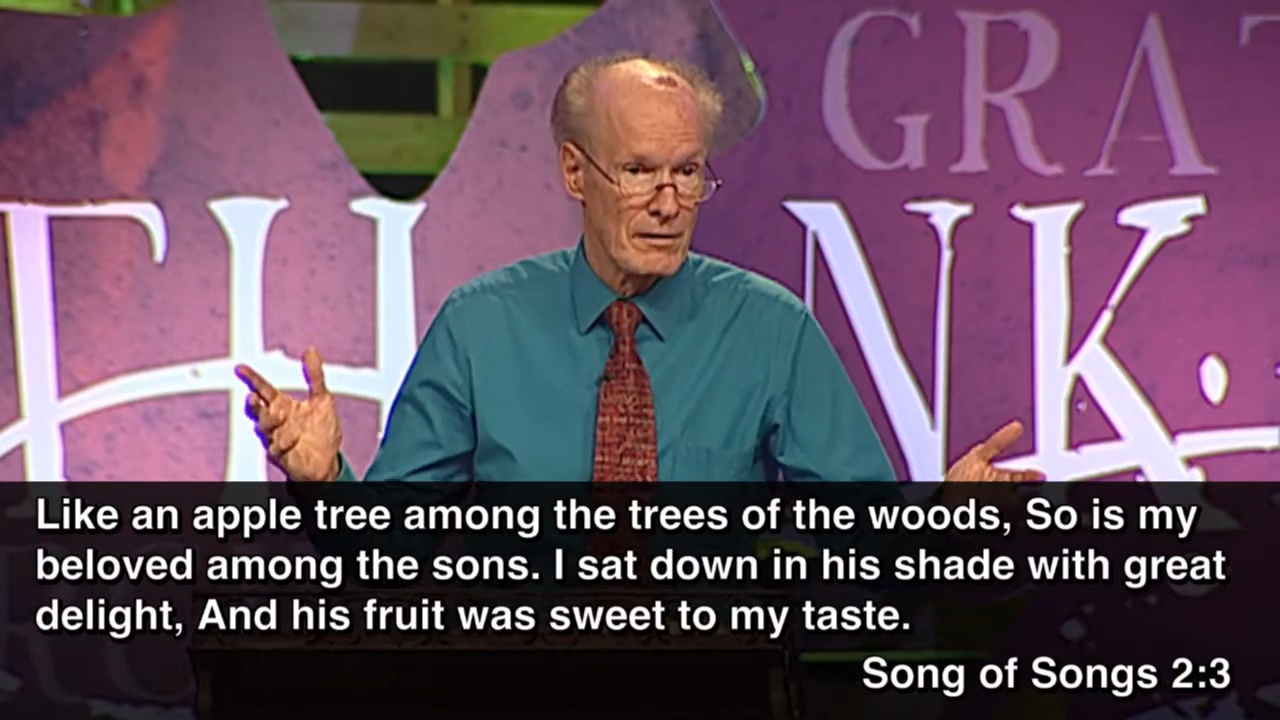 GRA
TH
NK.
Like an apple tree among the trees of the woods, So is my
beloved among the sons. I sat down in his shade with great
delight, And his fruit was sweet to my taste.
Song of Songs 2:3